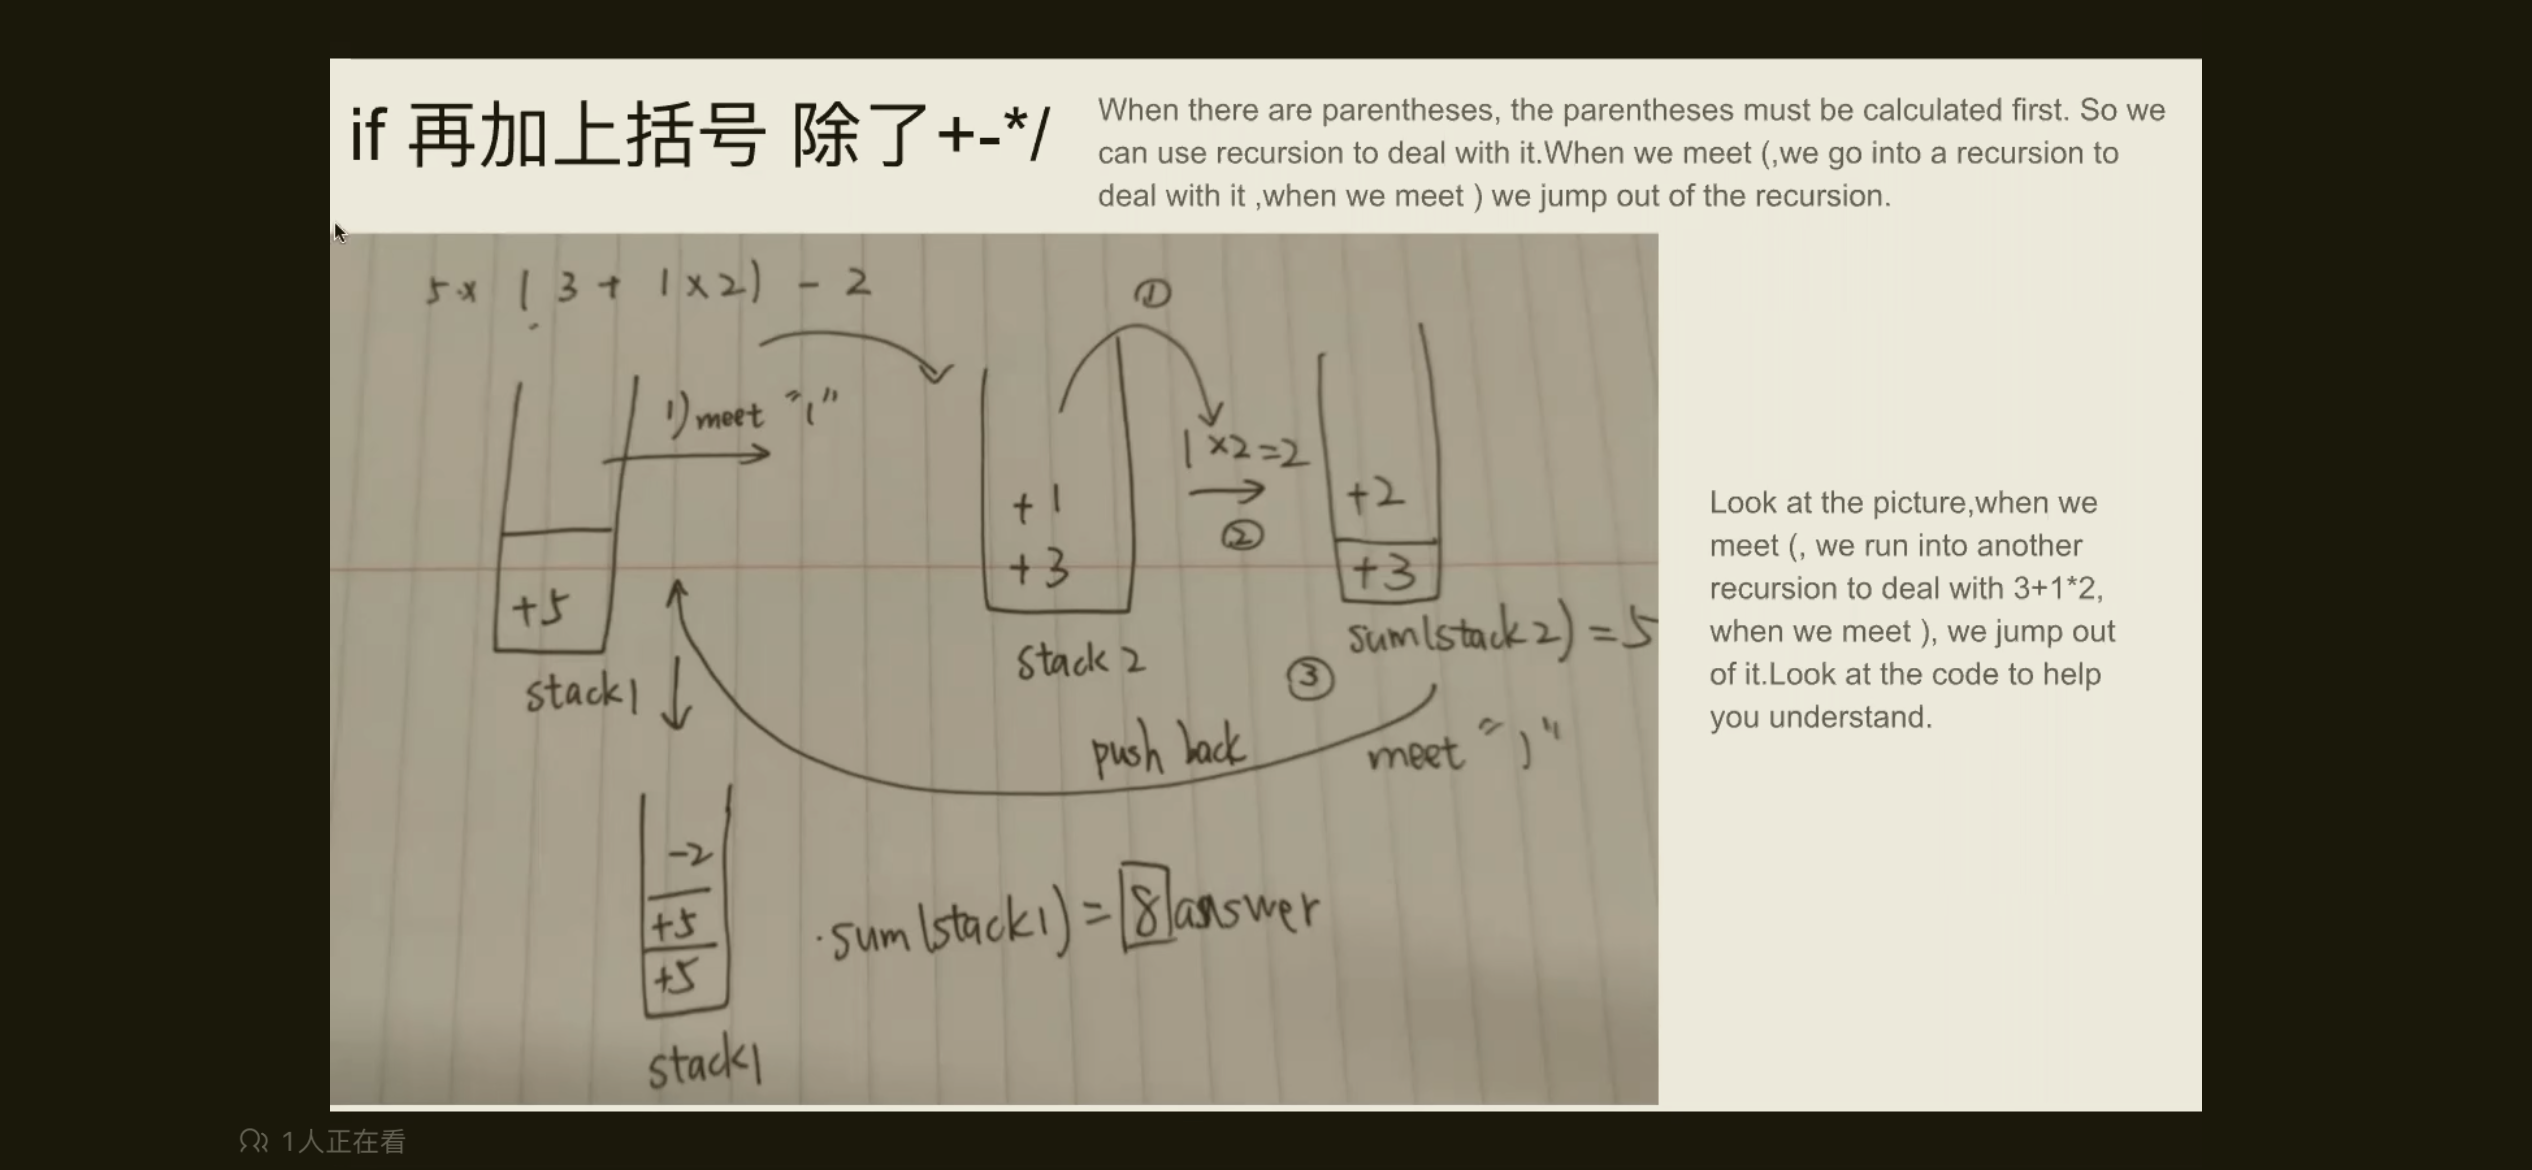 if 再加上括号 除了+-*/
When there are parentheses, the parentheses must be calculated first. So we
can use recursion to deal with it.When we meet (,we go into a recursion to
deal with it ,when we meet ) we jump out of the recursion.
5 × ( 3 + 1 × 2) - 2
①
1) meet "("
1×2=2
②
+1
+3
+2
+3
+5
stack1
stack 2
sum(stack 2) = 5
③
push back
meet ")"
-2
+5
+5
sum(stack1) = 8 answer
stack1
Look at the picture,when we
meet (, we run into another
recursion to deal with 3+1*2,
when we meet ), we jump out
of it.Look at the code to help
you understand.
1人正在看